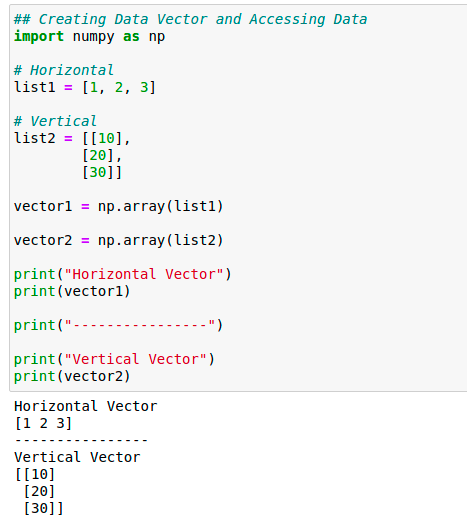 ## Creating Data Vector and Accessing Data
import numpy as np

# Horizontal
list1 = [1, 2, 3]

# Vertical
list2 = [[10],
        [20],
        [30]]

vector1 = np.array(list1)

vector2 = np.array(list2)

print("Horizontal Vector")
print(vector1)

print("----------------")

print("Vertical Vector")
print(vector2)
Horizontal Vector
[1 2 3]
----------------
Vertical Vector
[[10]
 [20]
 [30]]